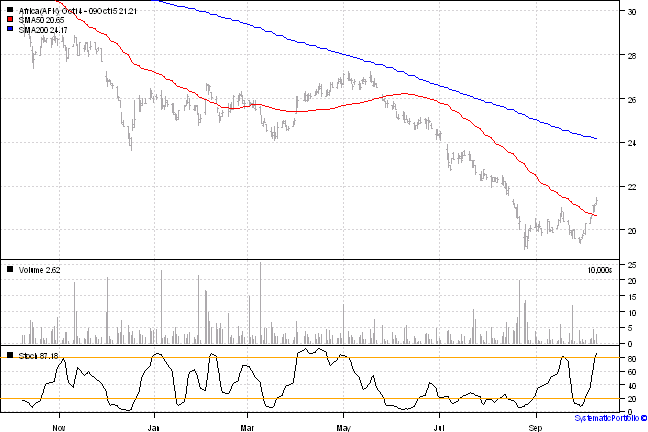 Africa(AFK) Oct14 - 09Oct15 21.21
SMA50 20.65
SMA200 24.17
30
28
26
24
22
20
Volume 2.62
10,000s
25
20
15
10
5
0
Stoch 87.18
80
60
40
20
0
Nov Jan Mar May Jul Sep
SystematicPortfolio ©